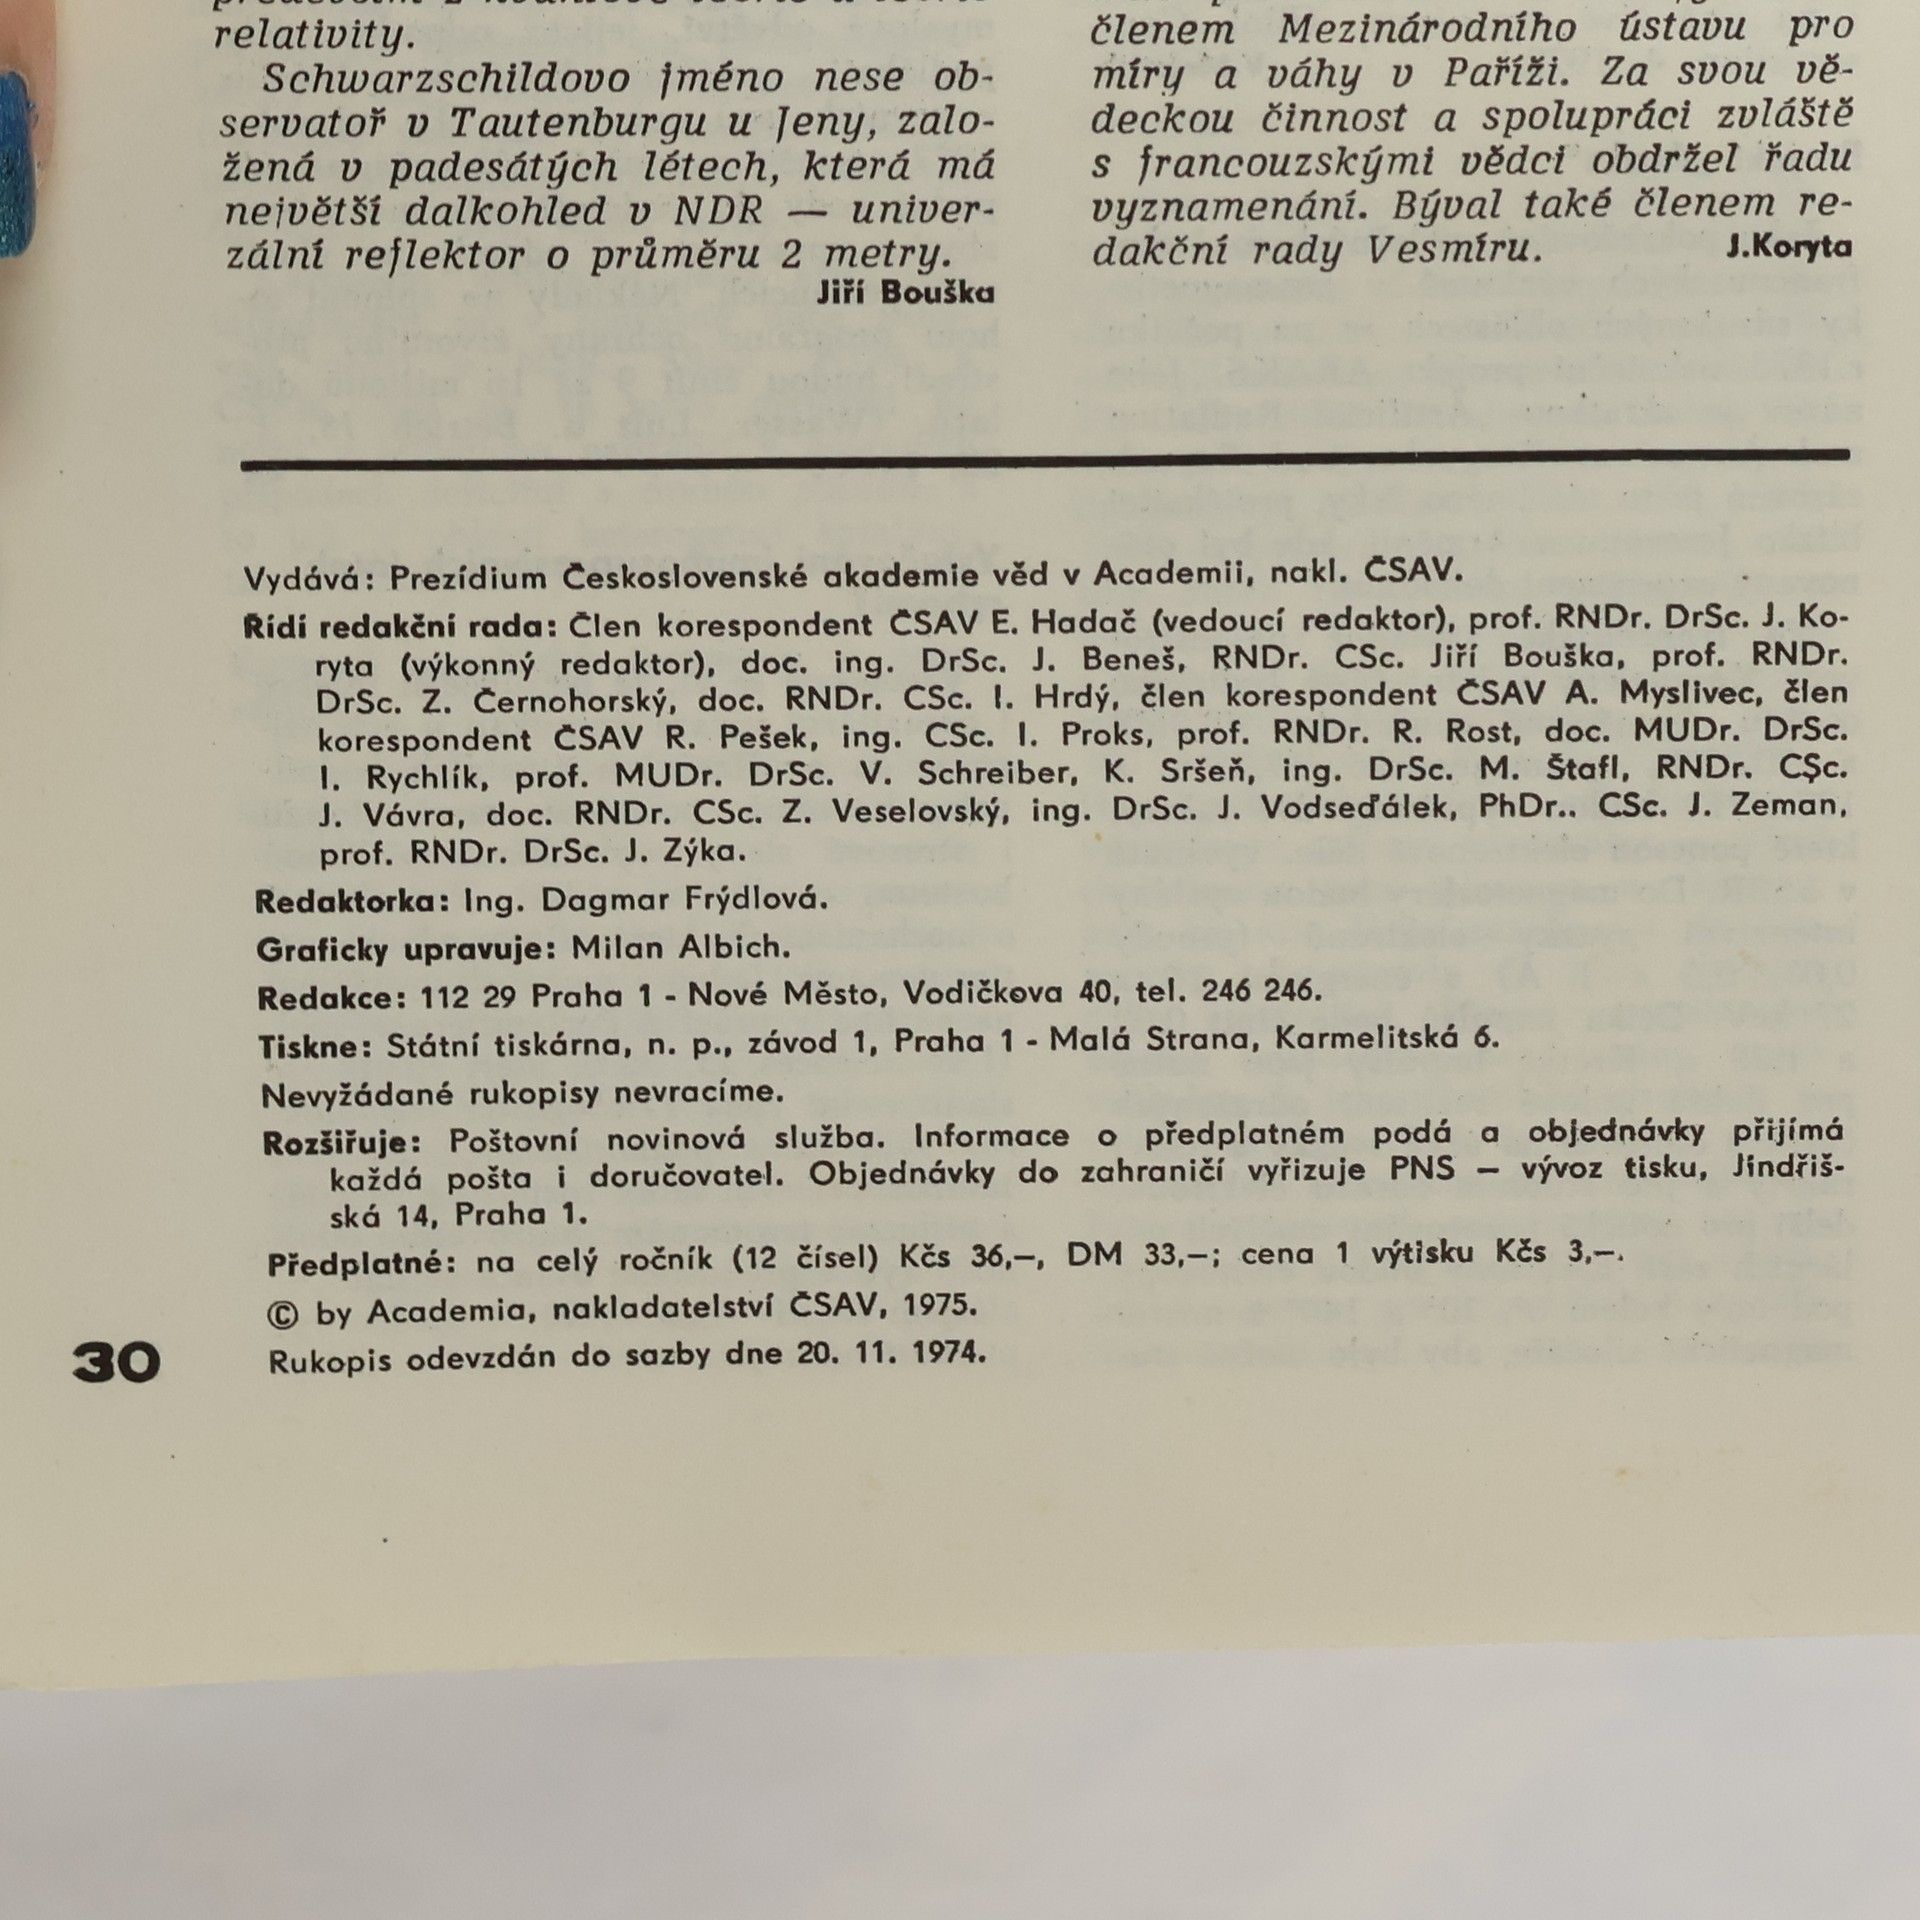 relativity.
Schwarzschildovo jméno nese ob-
servatoř v Tautenburgu u Jeny, zalo-
žená v padesátých létech, která má
největší dalkohled v NDR — univer-
zální reflektor o průměru 2 metry.
Jiří Bouška
členem Mezinárodního ústavu pro
míry a váhy v Paříži. Za svou vě-
deckou činnost a spolupráci zvláště
s francouzskými vědci obdržel řadu
vyznamenání. Býval také členem re-
dakční rady Vesmíru. J.Koryta
Vydává: Prezídium Československé akademie věd v Academii, nakl. ČSAV.
Řídí redakční rada: Člen korespondent ČSAV E. Hadač (vedoucí redaktor), prof. RNDr. DrSc. J. Ko-
ryta (výkonný redaktor), doc. ing. DrSc. J. Beneš, RNDr. CSc. Jiří Bouška, prof. RNDr.
DrSc. Z. Černohorský, doc. RNDr. CSc. I. Hrdý, člen korespondent ČSAV A. Myslivec, člen
korespondent ČSAV R. Pešek, ing. CSc. I. Proks, prof. RNDr. R. Rost, doc. MUDr. DrSc.
I. Rychlík, prof. MUDr. DrSc. V. Schreiber, K. Sršeň, ing. DrSc. M. Štafl, RNDr. CSc.
J. Vávra, doc. RNDr. CSc. Z. Veselovský, ing. DrSc. J. Vodseďálek, PhDr.. CSc. J. Zeman,
prof. RNDr. DrSc. J. Zýka.
Redaktorka: Ing. Dagmar Frýdlová.
Graficky upravuje: Milan Albich.
Redakce: 112 29 Praha 1 - Nové Město, Vodičkova 40, tel. 246 246.
Tiskne: Státní tiskárna, n. p., závod 1, Praha 1 - Malá Strana, Karmelitská 6.
Nevyžádané rukopisy nevracíme.
Rozšiřuje: Poštovní novinová služba. Informace o předplatném podá a objednávky přijímá
každá pošta i doručovatel. Objednávky do zahraničí vyřizuje PNS – vývoz tisku, Jindřiš-
ská 14, Praha 1.
Předplatné: na celý ročník (12 čísel) Kčs 36,–, DM 33,–; cena 1 výtisku Kčs 3,–.
© by Academia, nakladatelství ČSAV, 1975.
Rukopis odevzdán do sazby dne 20. 11. 1974.
30